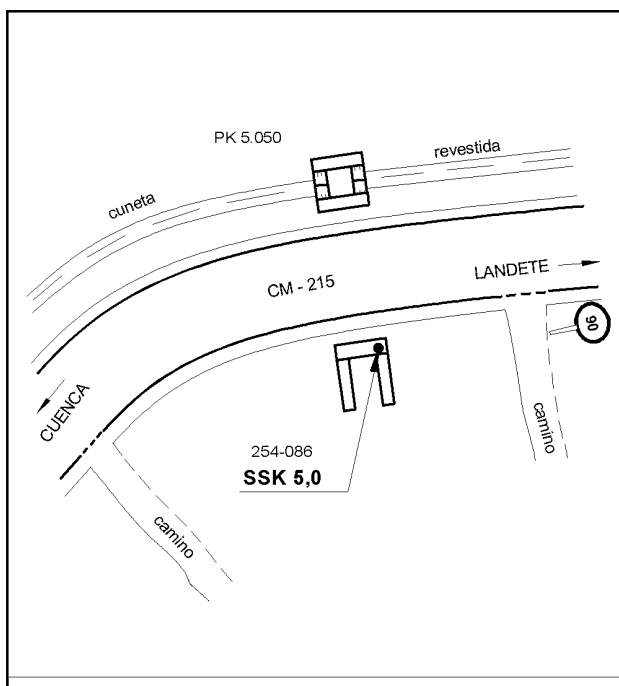 PK 5.050
revestida
cuneta
LANDETE
CM - 215
90
CUENCA
camino
254-086
SSK 5,0
camino